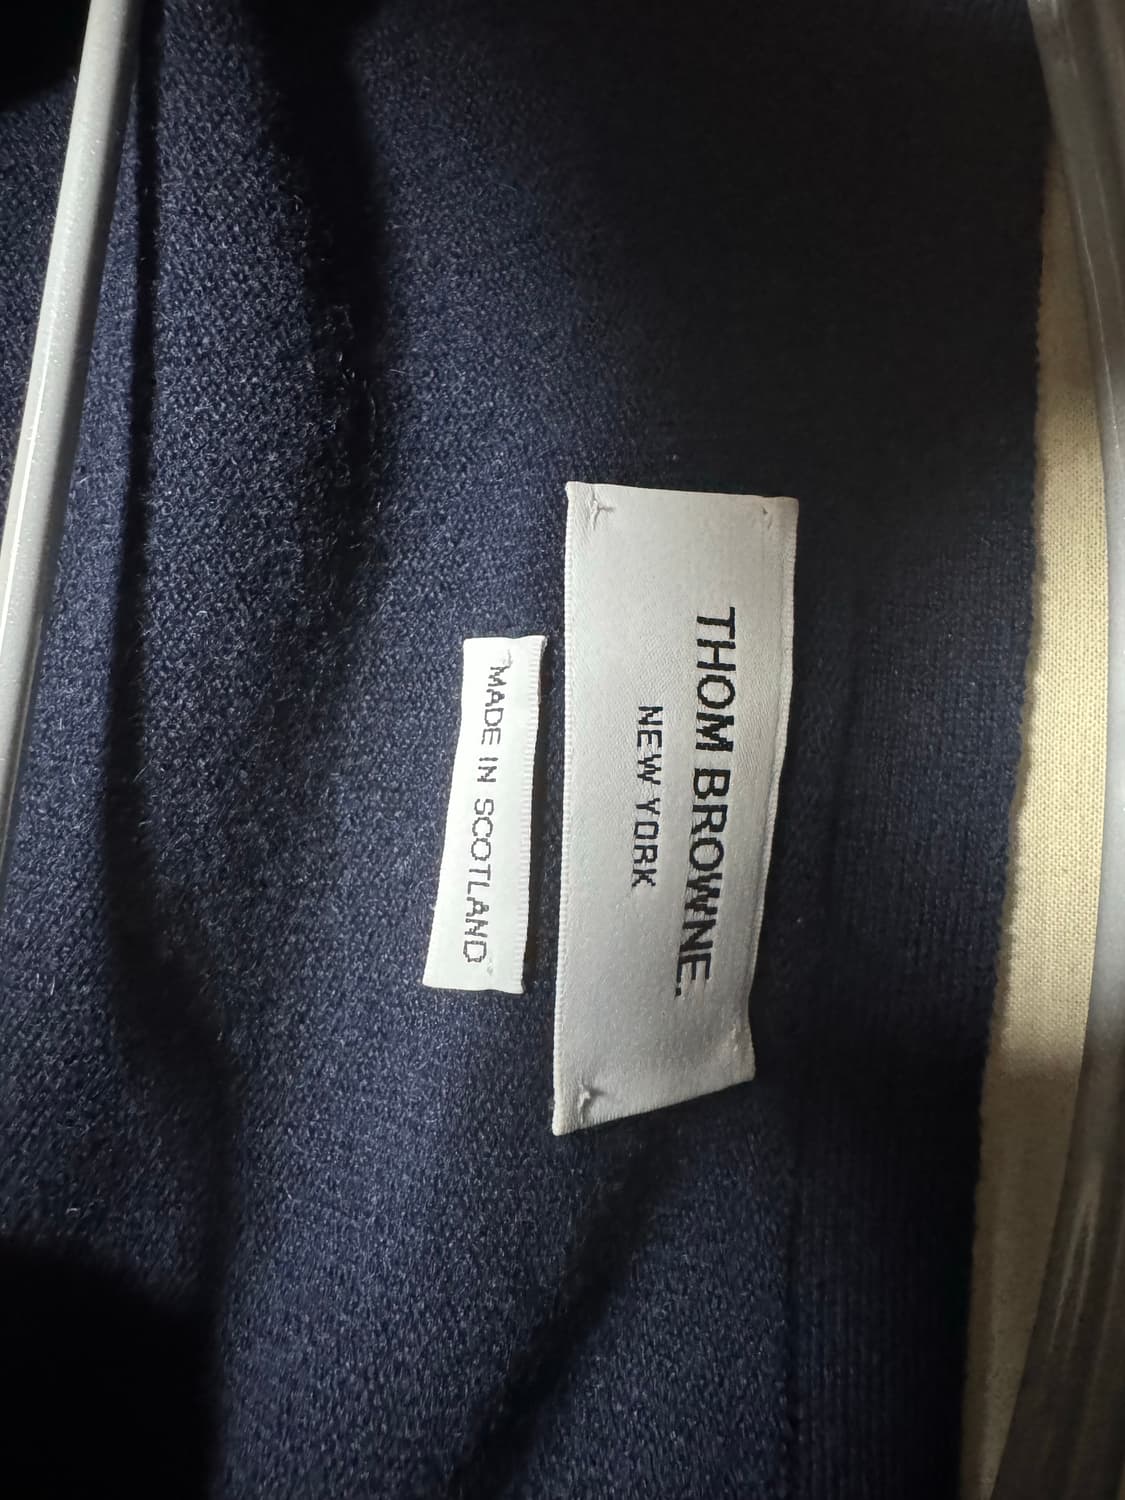 THOM BROWNE.
NEW YORK
"MADE IN SCOTLAND"